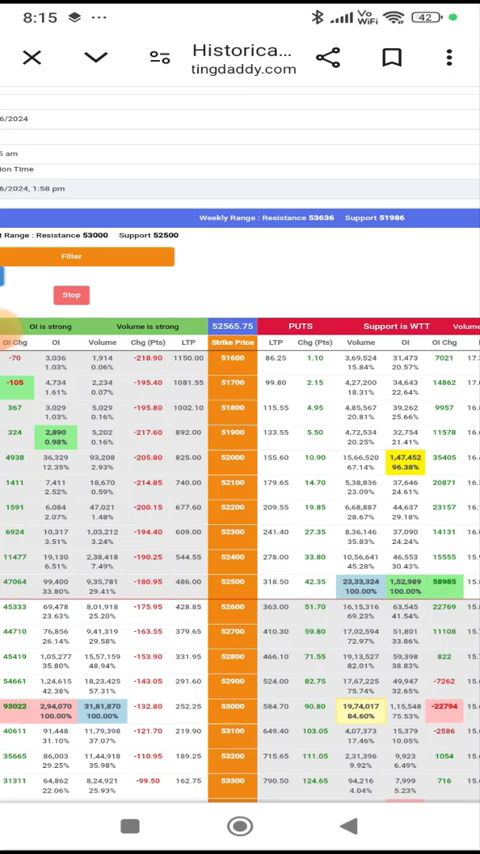 8:15 ... Vo WiFi 42
Historica...
tingdaddy.com
6/2024
5 am
ion Time
6/2024, 1:58 pm
Weekly Range : Resistance 53636 Support 51986
t Range : Resistance 53000 Support 52500
Filter
Stop
OI is strong Volume is strong 52565.75 PUTS Support is WTT Volume
OI Chg OI Volume Chg (Pts) LTP Strike Price LTP Chg (Pts) Volume OI OI Chg
-70 3,036 1,914 -218.90 1150.00 51600 86.25 1.10 3,69,524 31,473 7021 17.
1.03% 0.06% 15.84% 20.57%
-105 4,734 2,234 -195.40 1081.55 51700 99.80 2.15 4,27,200 34,643 14862 17.
1.61% 0.07% 18.31% 22.64%
367 3,029 5,020 -195.80 1002.10 51800 115.55 4.95 4,85,567 39,262 9957 16.
1.03% 0.16% 20.81% 25.66%
324 2,890 5,202 -217.60 892.00 51900 133.55 5.50 4,72,534 32,754 11578 16.
0.98% 0.16% 20.25% 21.41%
4938 36,329 93,248 -205.80 825.00 52000 155.60 10.90 15,66,520 1,47,452 35405 16.
12.35% 2.93% 67.14% 96.38%
1411 7,411 18,670 -214.85 740.00 52100 179.65 14.70 5,38,836 37,646 20871 16.
2.52% 0.59% 23.09% 24.61%
1591 6,084 47,021 -200.15 677.60 52200 209.55 19.85 6,68,887 44,637 23157 16.
2.07% 1.48% 28.67% 29.18%
6924 10,317 1,03,212 -194.40 609.00 52300 241.40 27.35 8,36,146 37,090 14131 16.
3.51% 3.24% 35.83% 24.24%
11477 19,130 2,38,418 -190.25 544.55 52400 278.00 33.80 10,56,641 46,553 15555 15.
6.51% 7.49% 45.28% 30.43%
47064 99,400 9,35,781 -180.95 486.00 52500 318.50 42.35 23,33,324 1,52,989 58985 15.
33.80% 29.41% 100.00% 100.00%
45333 69,478 8,01,918 -175.95 428.85 52600 363.00 51.70 16,15,316 63,545 22769 15.
23.63% 25.20% 69.23% 41.54%
44710 76,856 9,41,319 -163.55 379.65 52700 410.30 59.80 17,02,594 51,801 11108 15.
26.14% 29.58% 72.97% 33.86%
45419 1,05,277 15,57,159 -153.90 331.95 52800 466.10 71.55 19,13,527 59,383 822 15.
35.80% 48.94% 82.01% 38.83%
54661 1,24,615 18,23,425 -143.05 291.60 52900 524.00 82.75 17,67,225 49,947 -7262 15.
42.38% 57.31% 75.74% 32.65%
93022 2,94,070 31,81,870 -132.80 252.25 53000 584.70 90.80 19,74,017 1,15,548 -22794 15.
100.00% 100.00% 84.60% 75.53%
40611 91,448 11,79,398 -121.70 219.90 53100 649.40 103.05 4,07,373 15,379 -2586 15.
31.10% 37.07% 17.46% 10.05%
35665 86,003 11,44,918 -110.95 189.25 53200 715.65 111.05 2,31,396 9,923 1054 15.
29.25% 35.98% 9.92% 6.49%
31311 64,862 8,24,921 -99.50 162.75 53300 790.50 124.65 94,216 7,999 716 15.
22.06% 25.93% 4.04% 5.23%